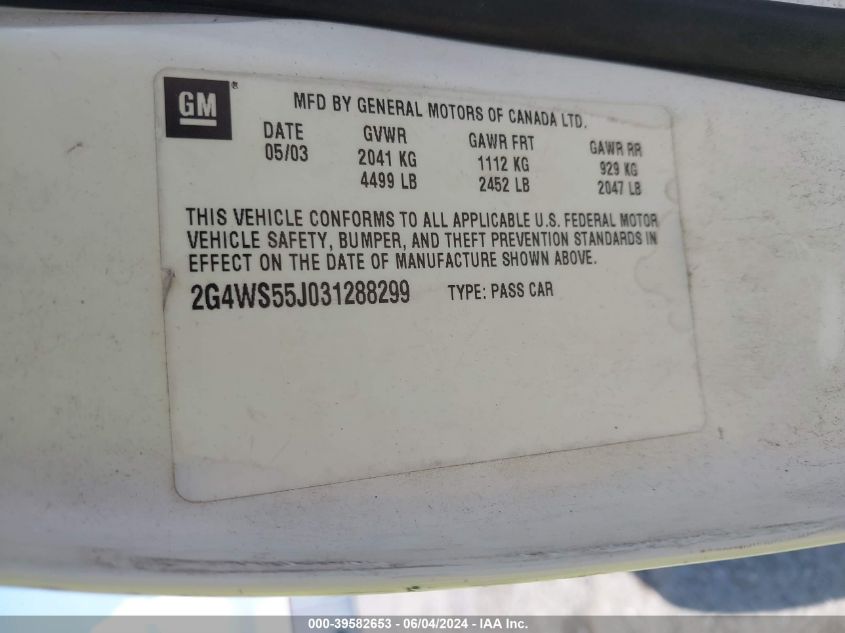 GM®
MFD BY GENERAL MOTORS OF CANADA LTD.
DATE GVWR GAWR FRT GAWR RR
05/03 2041 KG 1112 KG 929 KG
4499 LB 2452 LB 2047 LB
THIS VEHICLE CONFORMS TO ALL APPLICABLE U.S. FEDERAL MOTOR
VEHICLE SAFETY, BUMPER, AND THEFT PREVENTION STANDARDS IN
EFFECT ON THE DATE OF MANUFACTURE SHOWN ABOVE.
2G4WS55J031288299 TYPE: PASS CAR
000-39582653 - 06/04/2024 - IAA Inc.